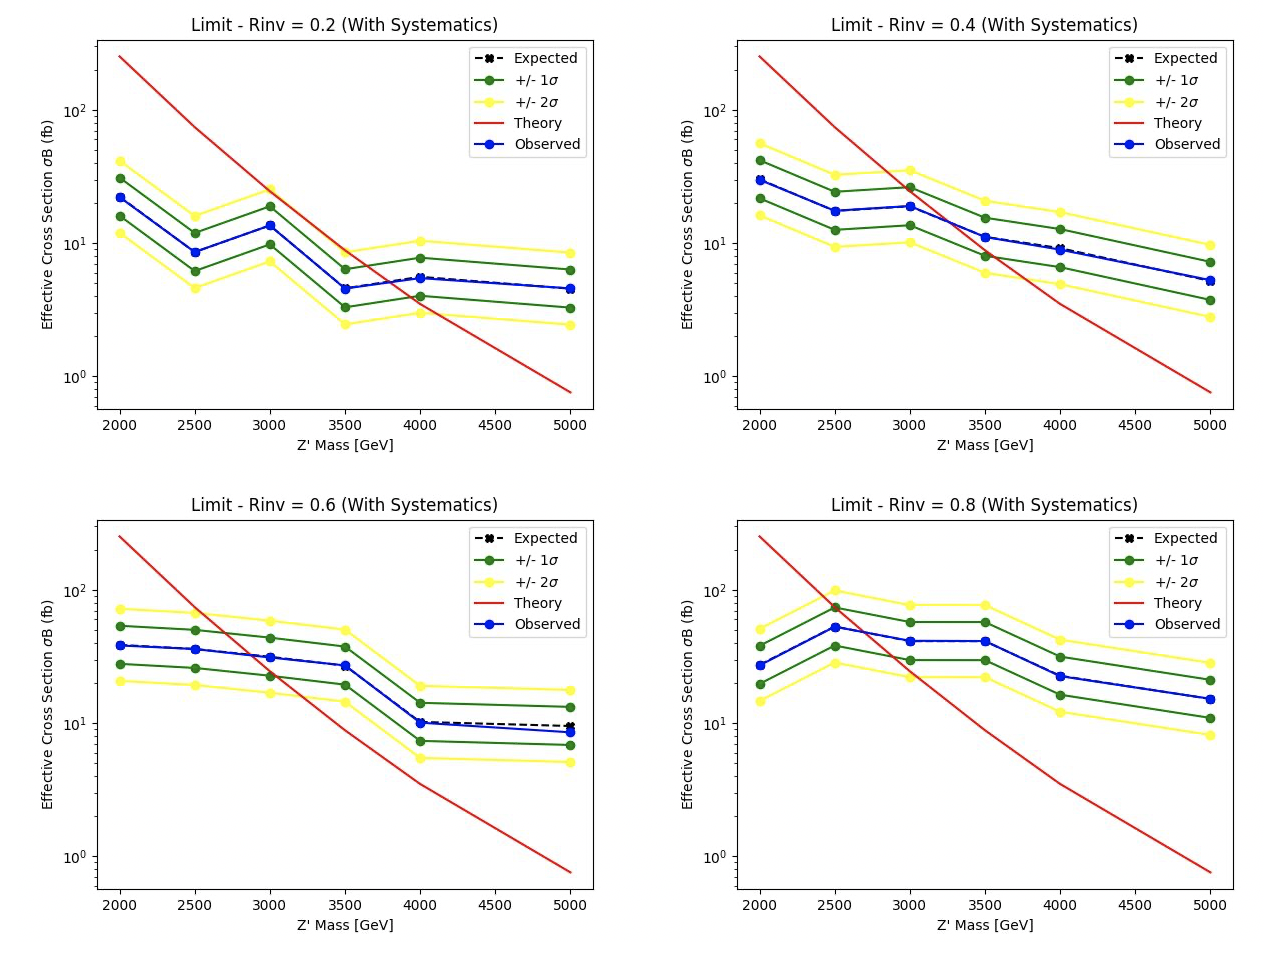 Limit - Rinv = 0.2 (With Systematics)
Effective Cross Section σB (fb)
10²
10¹
10⁰
Expected
+/- 1σ
+/- 2σ
Theory
Observed
2000 2500 3000 3500 4000 4500 5000
Z' Mass [GeV]
Limit - Rinv = 0.4 (With Systematics)
Effective Cross Section σB (fb)
10²
10¹
10⁰
Expected
+/- 1σ
+/- 2σ
Theory
Observed
2000 2500 3000 3500 4000 4500 5000
Z' Mass [GeV]
Limit - Rinv = 0.6 (With Systematics)
Effective Cross Section σB (fb)
10²
10¹
10⁰
Expected
+/- 1σ
+/- 2σ
Theory
Observed
2000 2500 3000 3500 4000 4500 5000
Z' Mass [GeV]
Limit - Rinv = 0.8 (With Systematics)
Effective Cross Section σB (fb)
10²
10¹
10⁰
Expected
+/- 1σ
+/- 2σ
Theory
Observed
2000 2500 3000 3500 4000 4500 5000
Z' Mass [GeV]